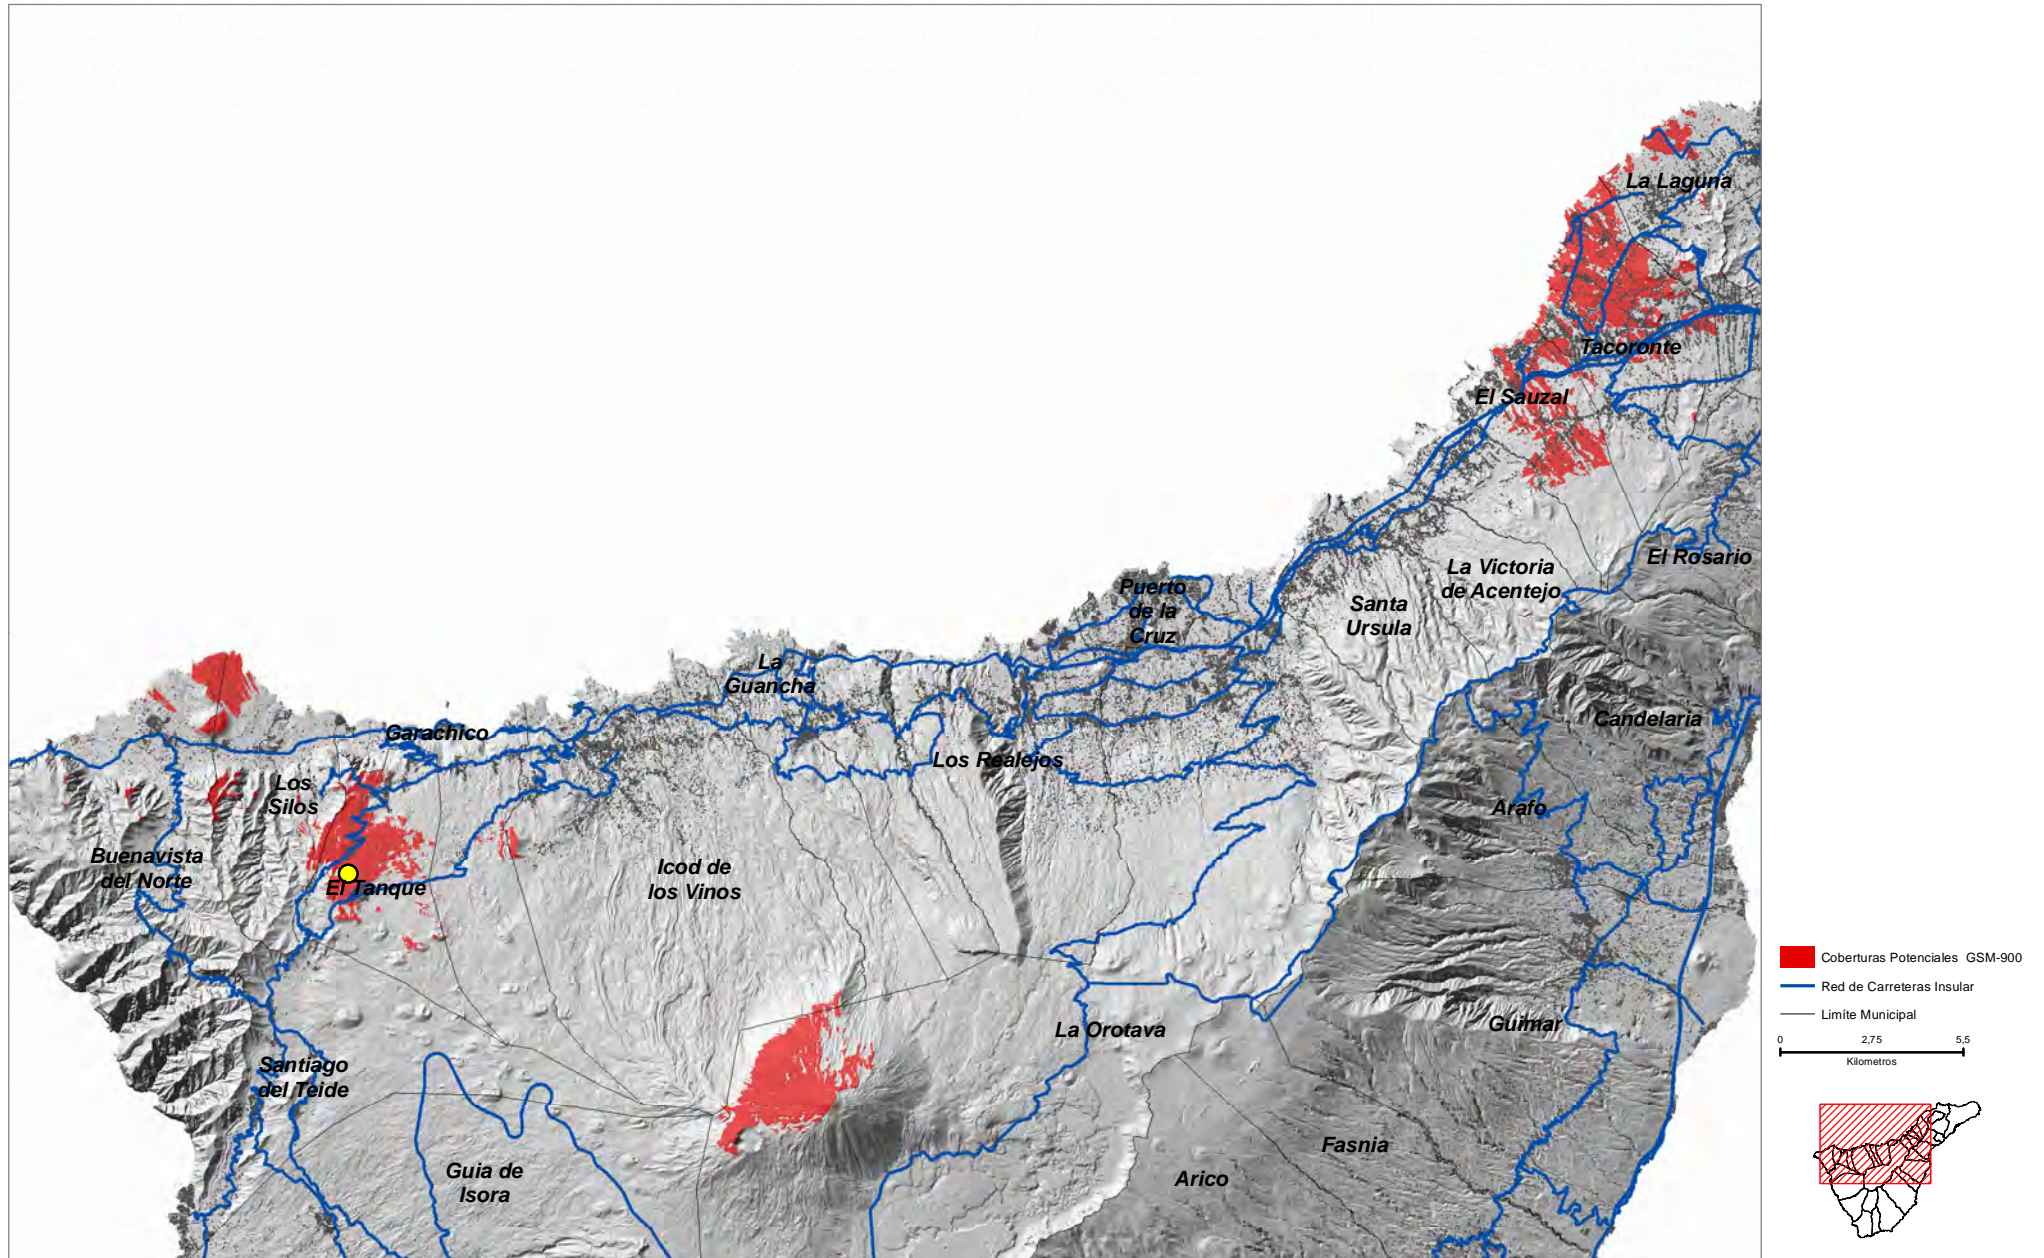 La Laguna
Tacoronte
El Sauzal
El Rosario
La Victoria
de Acentejo
Santa
Ursula
Puerto
de la
Cruz
La
Guancha
Candelaria
Garachico
Los Realejos
Los
Silos
Arafo
Buenavista
del Norte
El Tanque
Icod de
los Vinos
La Orotava
Guimar
Santiago
del Teide
Fasnia
Guia de
Isora
Arico
Coberturas Potenciales GSM-900
Red de Carreteras Insular
Limíte Municipal
0 2,75 5,5
Kilometros